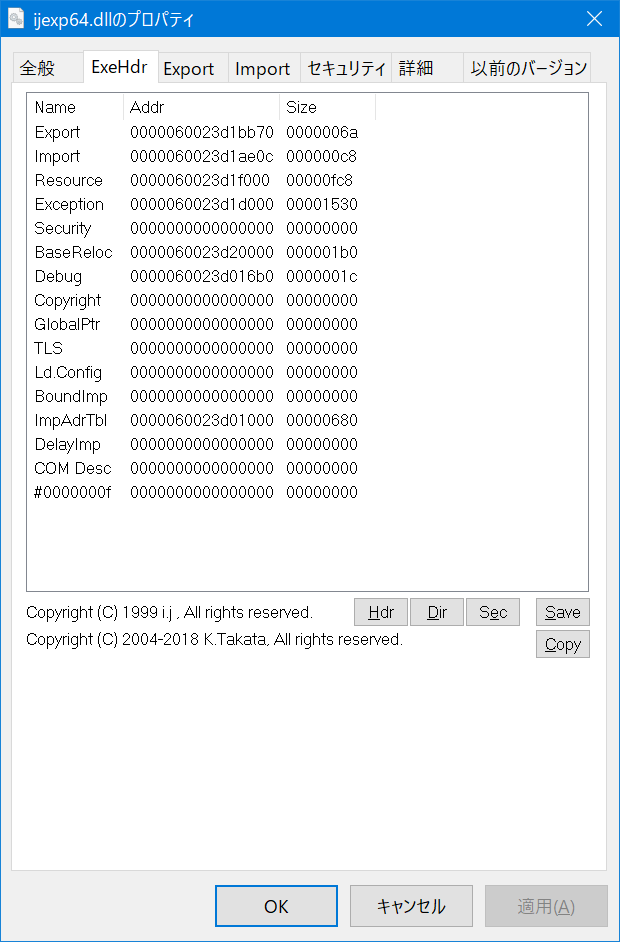 ijexp64.dllのプロパティ
全般 ExeHdr Export Import セキュリティ 詳細 以前のバージョン
Name Addr Size
Export 0000060023d1bb70 0000006a
Import 0000060023d1ae0c 000000c8
Resource 0000060023d1f000 00000fc8
Exception 0000060023d1d000 00001530
Security 0000000000000000 00000000
BaseReloc 0000060023d20000 000001b0
Debug 0000060023d016b0 0000001c
Copyright 0000000000000000 00000000
GlobalPtr 0000000000000000 00000000
TLS 0000000000000000 00000000
Ld.Config 0000000000000000 00000000
BoundImp 0000000000000000 00000000
ImpAdrTbl 0000060023d01000 00000680
DelayImp 0000000000000000 00000000
COM Desc 0000000000000000 00000000
#0000000f 0000000000000000 00000000
Copyright (C) 1999 i.j , All rights reserved. Hdr Dir Sec Save
Copyright (C) 2004-2018 K.Takata, All rights reserved. Copy
OK キャンセル 適用(A)